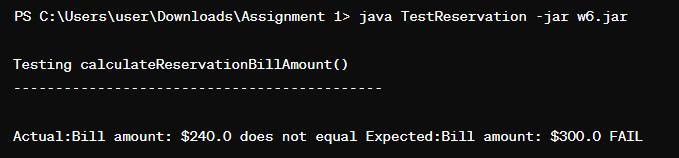 PS C:\Users\user\Downloads\Assignment 1> java TestReservation -jar w6.jar
Testing calculateReservationBillAmount()
--------------------------------------------
Actual:Bill amount: $240.0 does not equal Expected:Bill amount: $300.0 FAIL